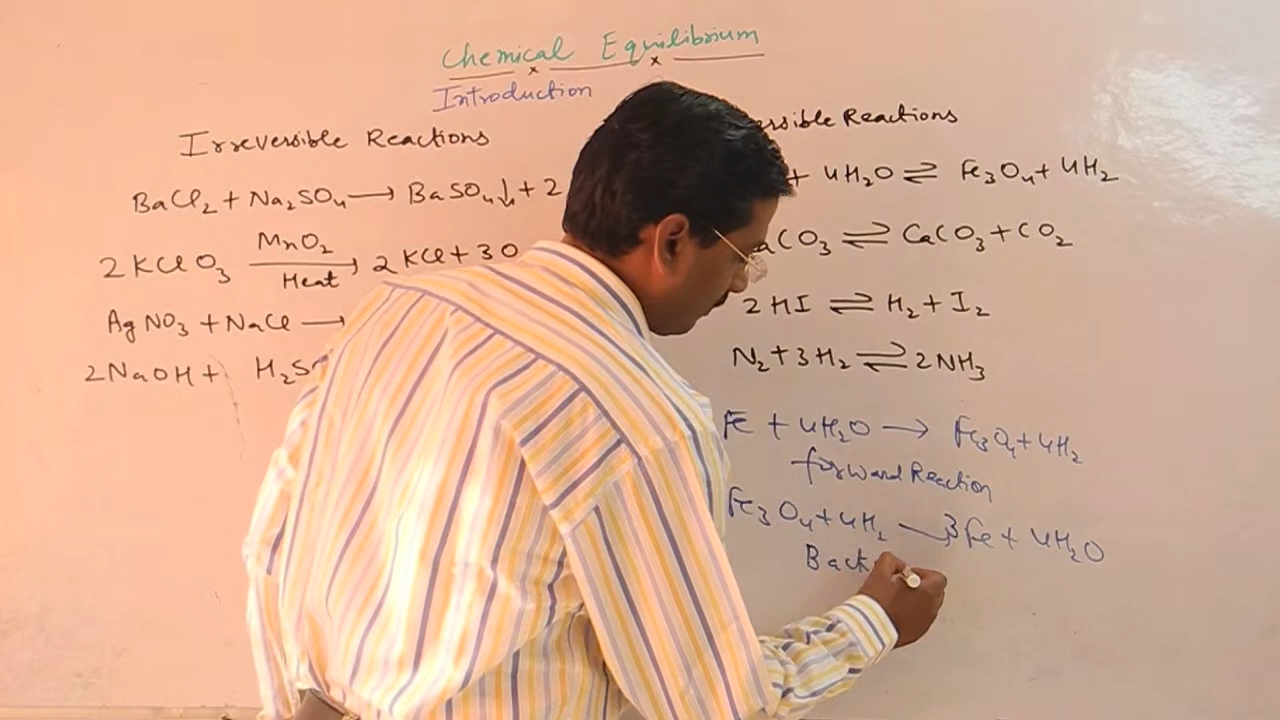 Chemical Equilibrium
Introduction
Irreversible Reactions
BaCl₂ + Na₂SO₄ → BaSO₄↓ + 2
2KClO₃ MnO₂ Heat → 2KCl + 3O
AgNO₃ + NaCl →
2NaOH + H₂SO
ersible Reactions
+ 4H₂O ⇌ Fe₃O₄ + 4H₂
aCO₃ ⇌ CaCO₃ + CO₂
2HI ⇌ H₂ + I₂
N₂ + 3H₂ ⇌ 2NH₃
Fe + 4H₂O → Fe₃O₄ + 4H₂
forward Reaction
Fe₃O₄ + 4H₂ → 3Fe + 4H₂O
Back